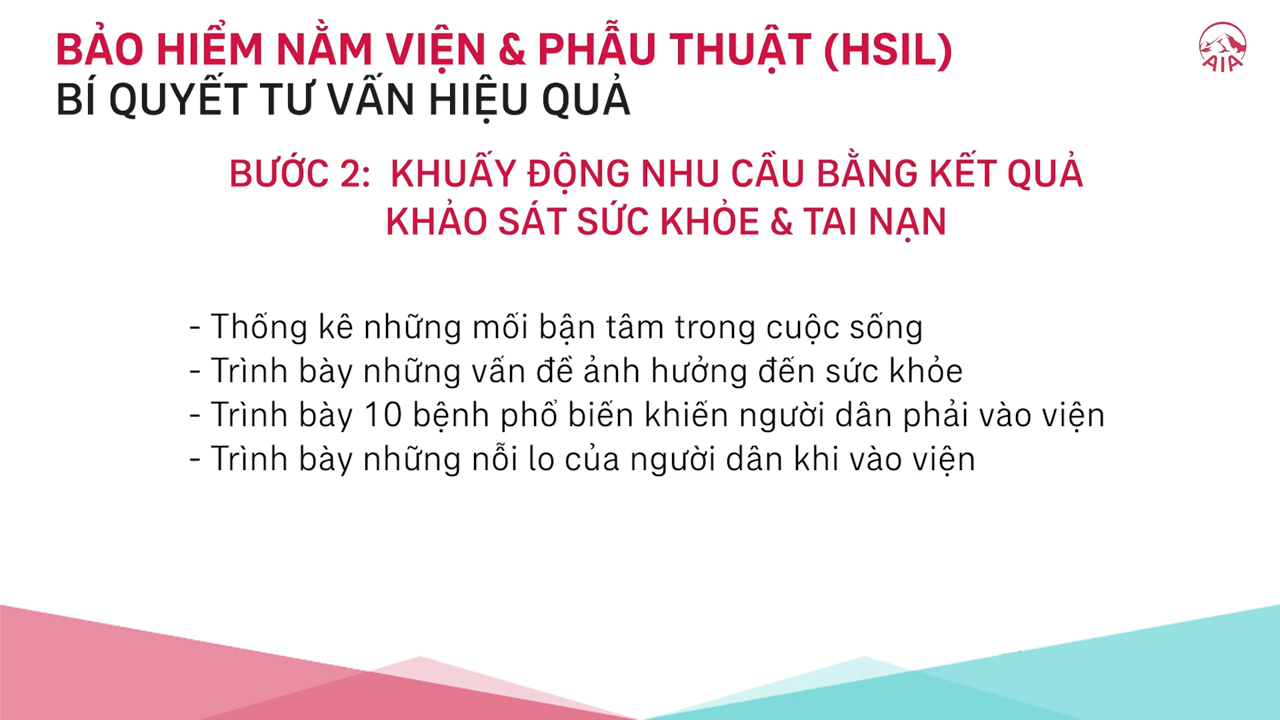 BẢO HIỂM NẰM VIỆN & PHẪU THUẬT (HSIL)
AIA
BÍ QUYẾT TƯ VẤN HIỆU QUẢ
BƯỚC 2: KHUẤY ĐỘNG NHU CẦU BẰNG KẾT QUẢ
KHẢO SÁT SỨC KHỎE & TAI NẠN
- Thống kê những mối bận tâm trong cuộc sống
- Trình bày những vấn đề ảnh hưởng đến sức khỏe
- Trình bày 10 bệnh phổ biến khiến người dân phải vào viện
- Trình bày những nỗi lo của người dân khi vào viện